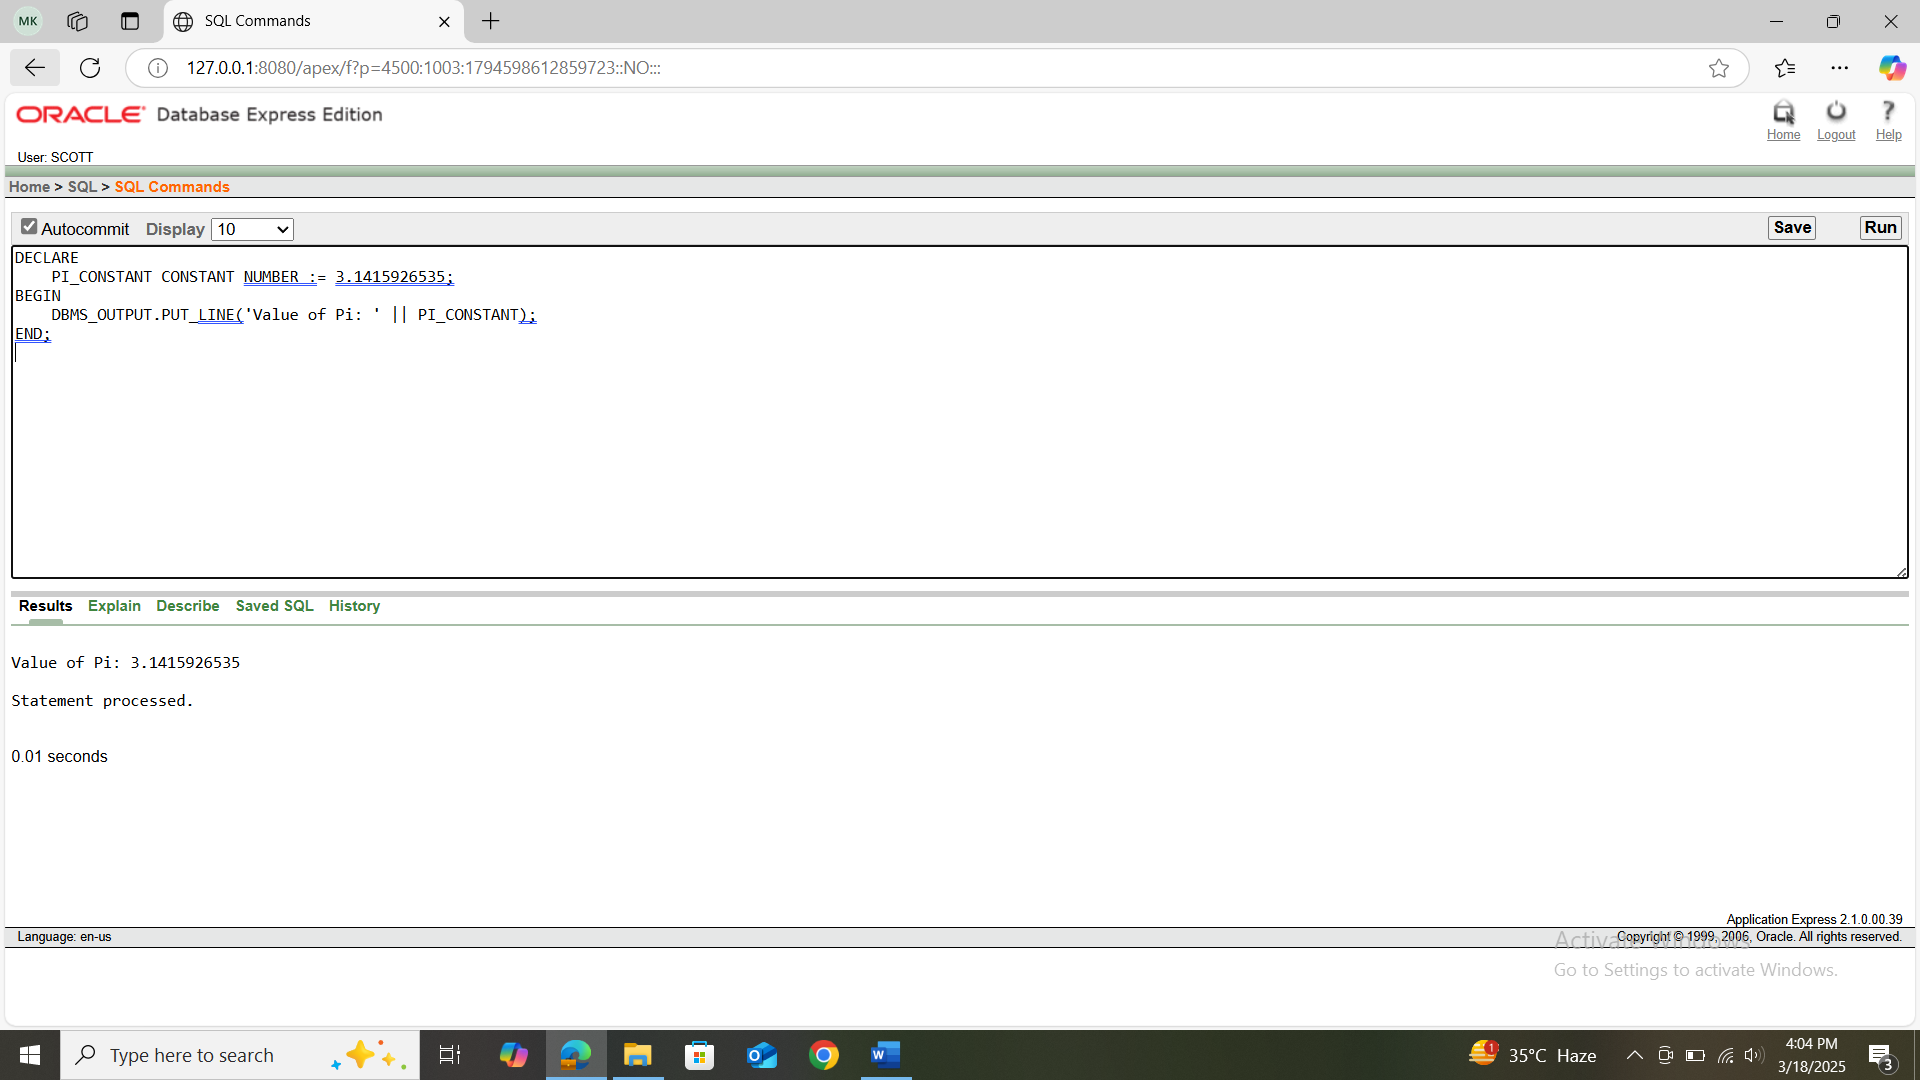 MK
SQL Commands
127.0.0.1:8080/apex/f?p=4500:1003:1794598612859723::NO:::
ORACLE Database Express Edition
Home Logout Help
User: SCOTT
Home > SQL > SQL Commands
Autocommit Display 10 Save Run
DECLARE
    PI_CONSTANT CONSTANT NUMBER := 3.1415926535;
BEGIN
    DBMS_OUTPUT.PUT_LINE('Value of Pi: ' || PI_CONSTANT);
END;
Results Explain Describe Saved SQL History
Value of Pi: 3.1415926535
Statement processed.
0.01 seconds
Application Express 2.1.0.00.39
Language: en-us Copyright © 1999, 2006, Oracle. All rights reserved.
Activate Windows
Go to Settings to activate Windows.
Type here to search 1 35°C Haze 4:04 PM
3/18/2025 3